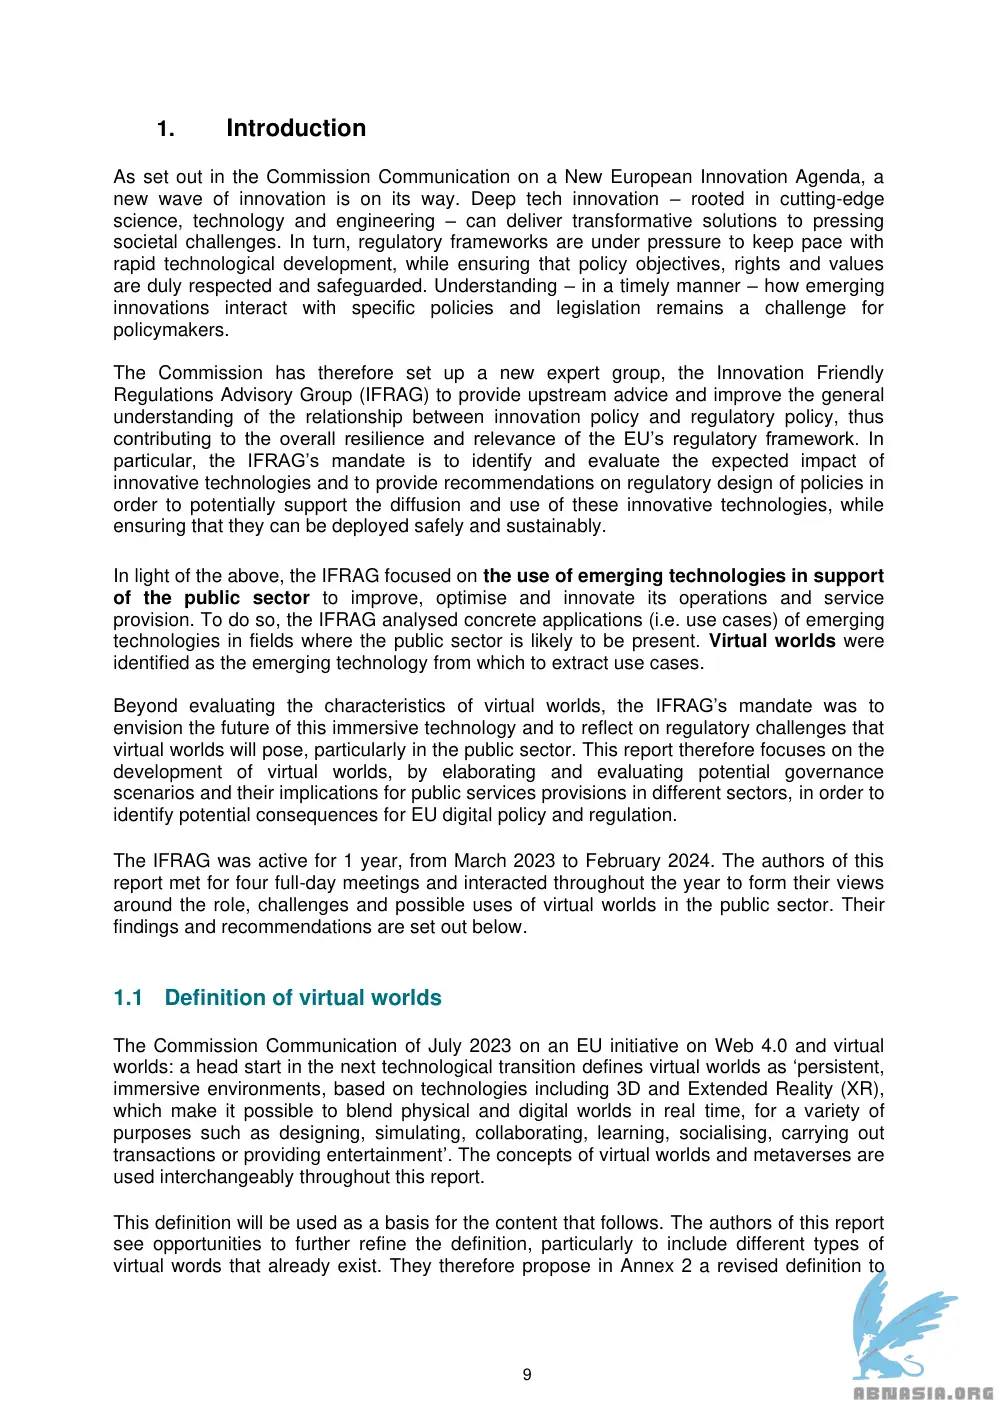 1. Introduction
As set out in the Commission Communication on a New European Innovation Agenda, a
new wave of innovation is on its way. Deep tech innovation – rooted in cutting-edge
science, technology and engineering – can deliver transformative solutions to pressing
societal challenges. In turn, regulatory frameworks are under pressure to keep pace with
rapid technological development, while ensuring that policy objectives, rights and values
are duly respected and safeguarded. Understanding – in a timely manner – how emerging
innovations interact with specific policies and legislation remains a challenge for
policymakers.
The Commission has therefore set up a new expert group, the Innovation Friendly
Regulations Advisory Group (IFRAG) to provide upstream advice and improve the general
understanding of the relationship between innovation policy and regulatory policy, thus
contributing to the overall resilience and relevance of the EU’s regulatory framework. In
particular, the IFRAG’s mandate is to identify and evaluate the expected impact of
innovative technologies and to provide recommendations on regulatory design of policies in
order to potentially support the diffusion and use of these innovative technologies, while
ensuring that they can be deployed safely and sustainably.
In light of the above, the IFRAG focused on the use of emerging technologies in support
of the public sector to improve, optimise and innovate its operations and service
provision. To do so, the IFRAG analysed concrete applications (i.e. use cases) of emerging
technologies in fields where the public sector is likely to be present. Virtual worlds were
identified as the emerging technology from which to extract use cases.
Beyond evaluating the characteristics of virtual worlds, the IFRAG’s mandate was to
envision the future of this immersive technology and to reflect on regulatory challenges that
virtual worlds will pose, particularly in the public sector. This report therefore focuses on the
development of virtual worlds, by elaborating and evaluating potential governance
scenarios and their implications for public services provisions in different sectors, in order to
identify potential consequences for EU digital policy and regulation.
The IFRAG was active for 1 year, from March 2023 to February 2024. The authors of this
report met for four full-day meetings and interacted throughout the year to form their views
around the role, challenges and possible uses of virtual worlds in the public sector. Their
findings and recommendations are set out below.
1.1 Definition of virtual worlds
The Commission Communication of July 2023 on an EU initiative on Web 4.0 and virtual
worlds: a head start in the next technological transition defines virtual worlds as ‘persistent,
immersive environments, based on technologies including 3D and Extended Reality (XR),
which make it possible to blend physical and digital worlds in real time, for a variety of
purposes such as designing, simulating, collaborating, learning, socialising, carrying out
transactions or providing entertainment’. The concepts of virtual worlds and metaverses are
used interchangeably throughout this report.
This definition will be used as a basis for the content that follows. The authors of this report
see opportunities to further refine the definition, particularly to include different types of
virtual words that already exist. They therefore propose in Annex 2 a revised definition to
9
ABNASIA.ORG